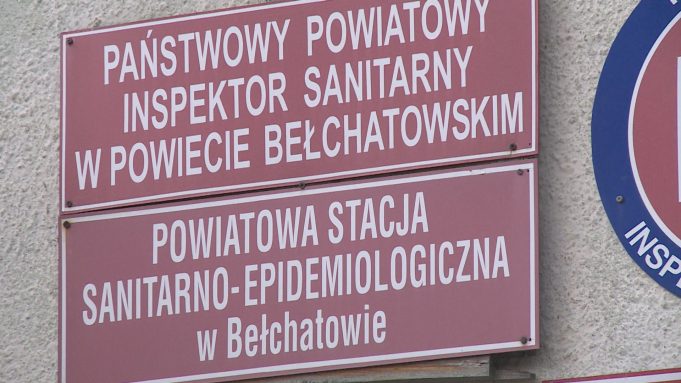 PAŃSTWOWY POWIATOWY
INSPEKTOR SANITARNY
W POWIECIE BEŁCHATOWSKIM
POWIATOWA STACJA
SANITARNO-EPIDEMIOLOGICZNA
w Bełchatowie